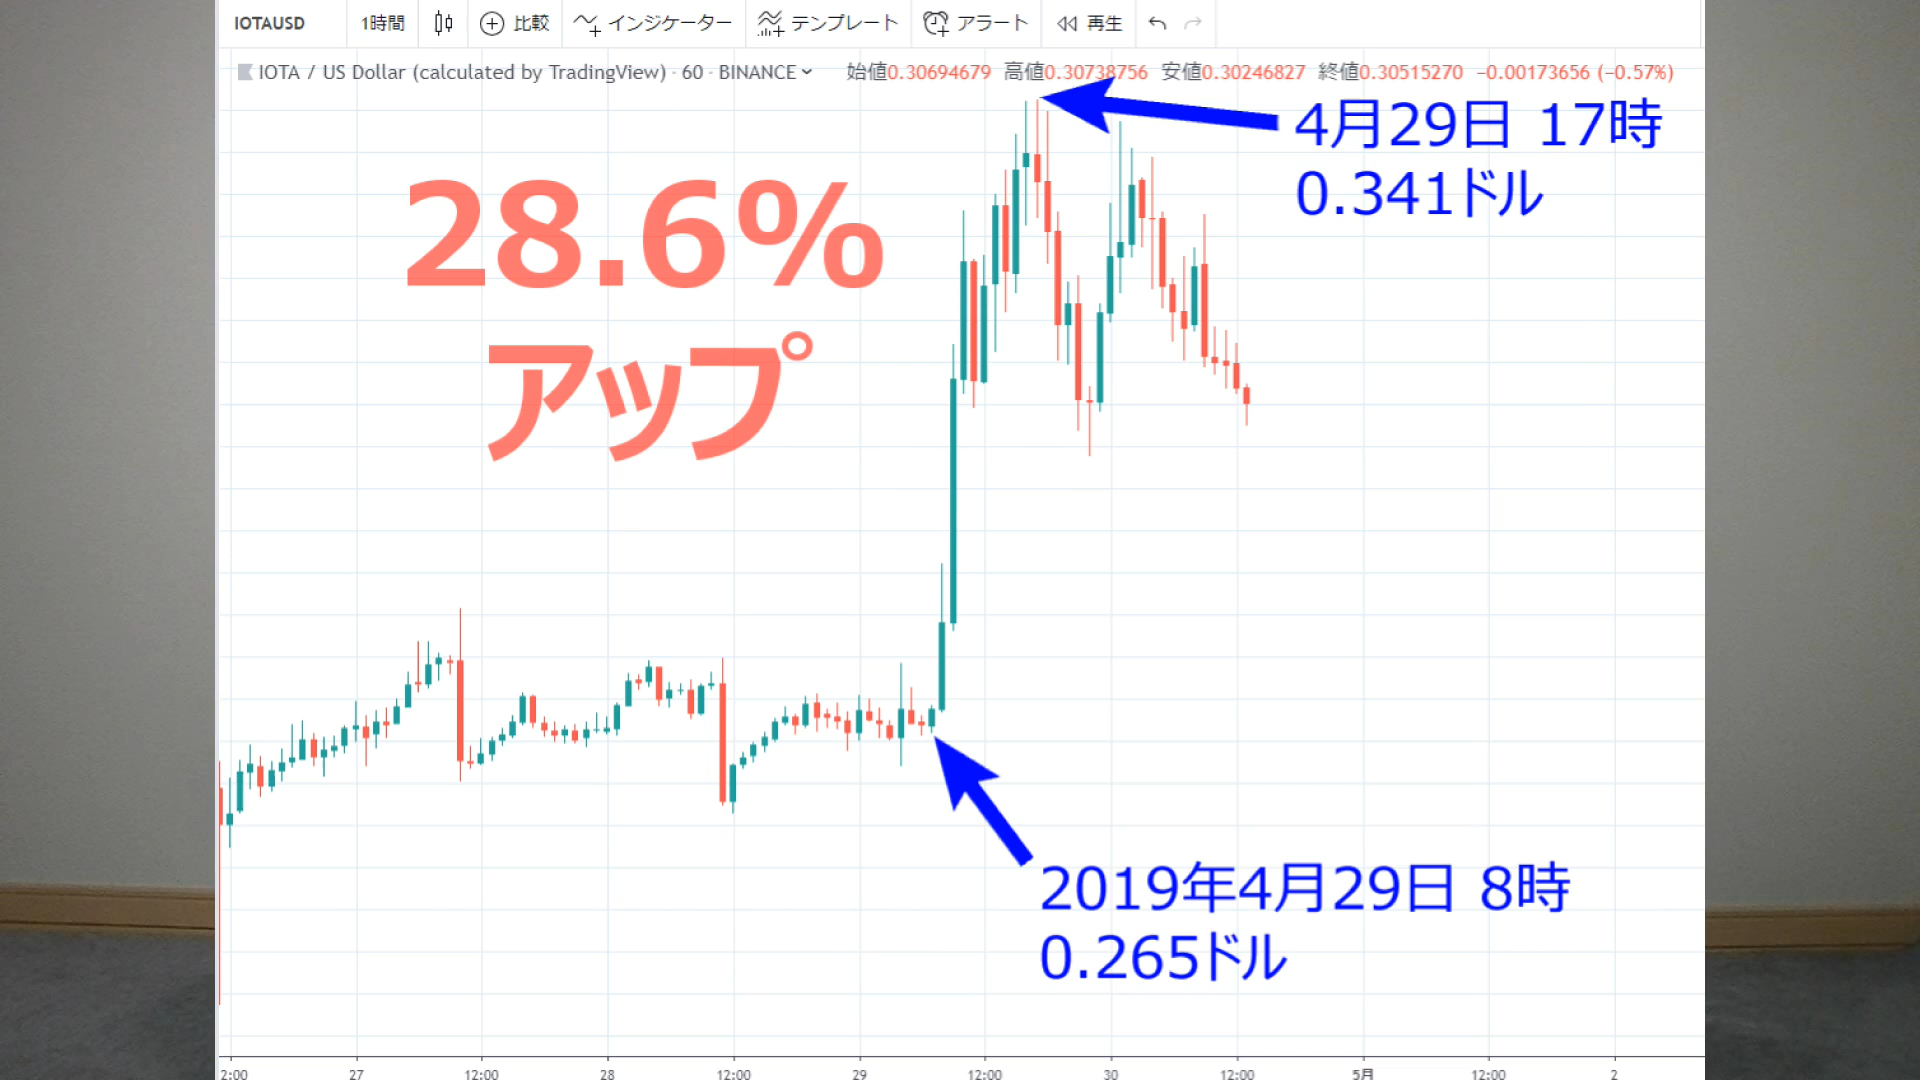 IOTAUSD 1時間 比較 インジケーター テンプレート アラート 再生
IOTA / US Dollar (calculated by TradingView) · 60 · BINANCE 始値0.30694679 高値0.30738756 安値0.30246827 終値0.30515270 −0.00173656 (−0.57%)
4月29日 17時
0.341ドル
28.6%
アップ
2019年4月29日 8時
0.265ドル
2:00 27 12:00 28 12:00 29 12:00 30 12:00 5月 12:00 2